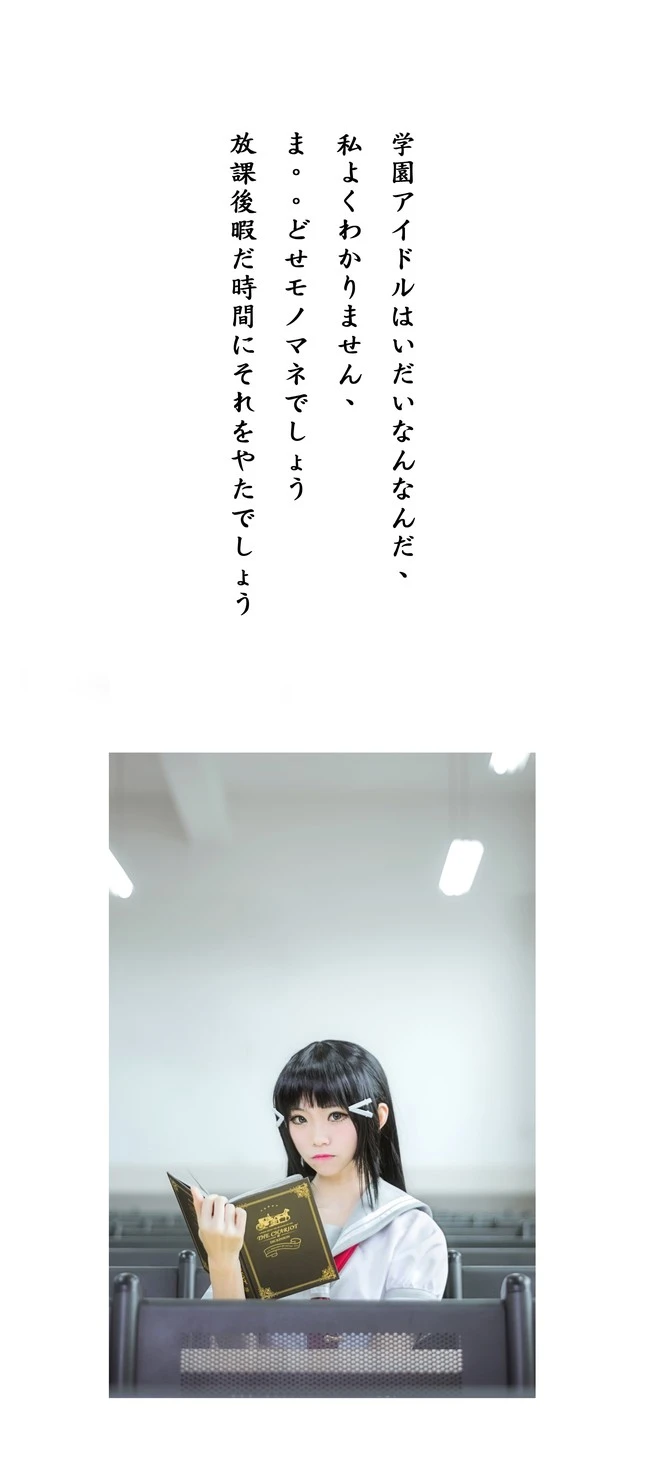 学園アイドルはいだいなんなんだ、
私よくわかりません、
ま。。どせモノマネでしょう
放課後暇だ時間にそれをやたでしょう
THE CHARIOT